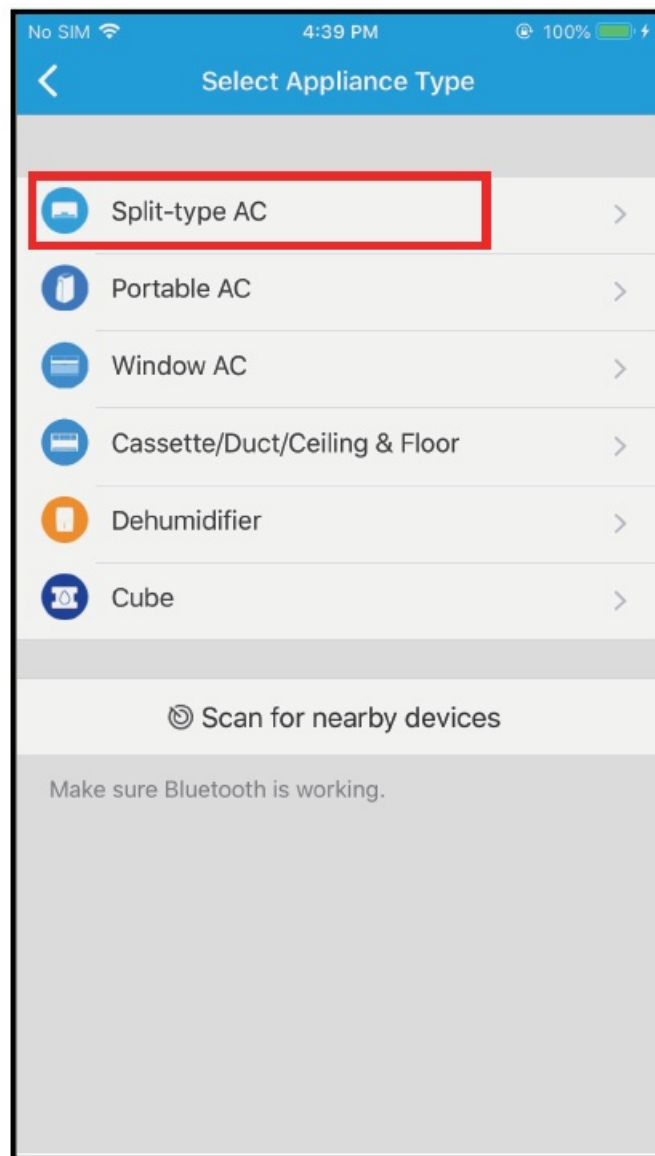 No SIM 4:39 PM 100%
Select Appliance Type
Split-type AC
Portable AC
Window AC
Cassette/Duct/Ceiling & Floor
Dehumidifier
Cube
Scan for nearby devices
Make sure Bluetooth is working.